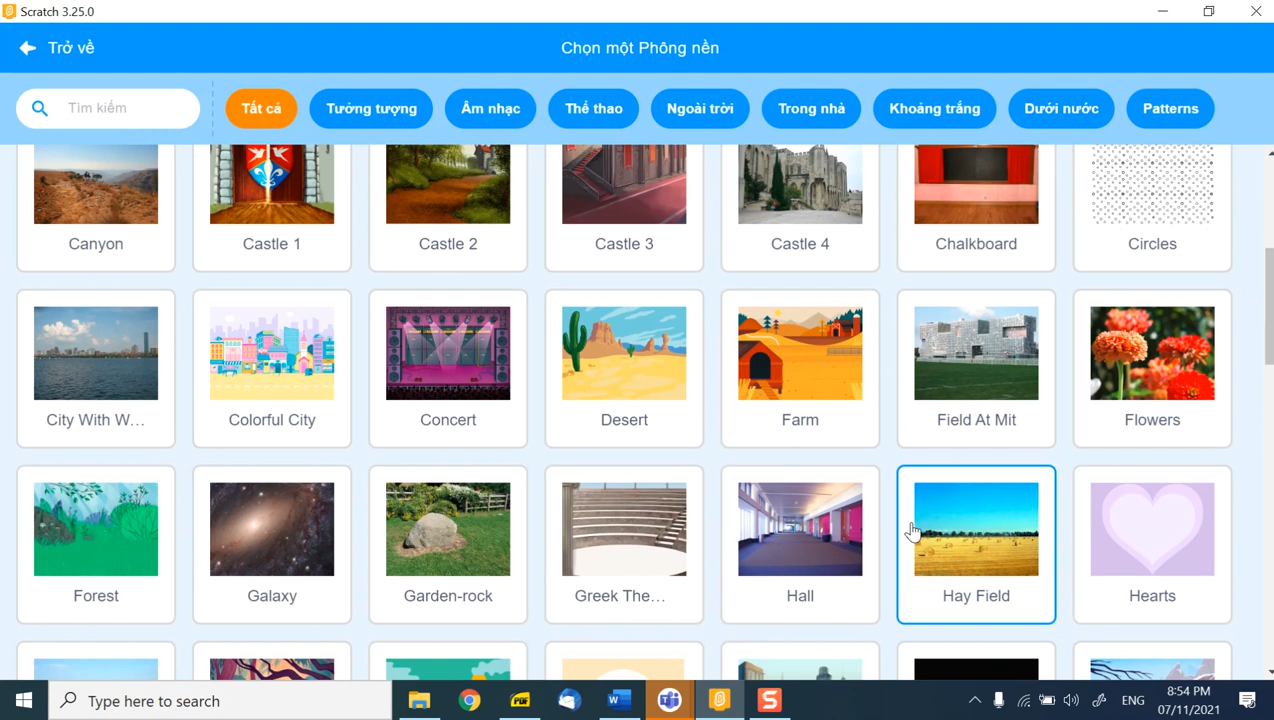 Scratch 3.25.0
Trở về
Chọn một Phông nền
Tìm kiếm
Tất cả
Tưởng tượng
Âm nhạc
Thể thao
Ngoài trời
Trong nhà
Khoảng trắng
Dưới nước
Patterns
Canyon
Castle 1
Castle 2
Castle 3
Castle 4
Chalkboard
Circles
City With W...
Colorful City
Concert
Desert
Farm
Field At Mit
Flowers
Forest
Galaxy
Garden-rock
Greek The...
Hall
Hay Field
Hearts
Type here to search
PDF
W
S
ENG
8:54 PM
07/11/2021